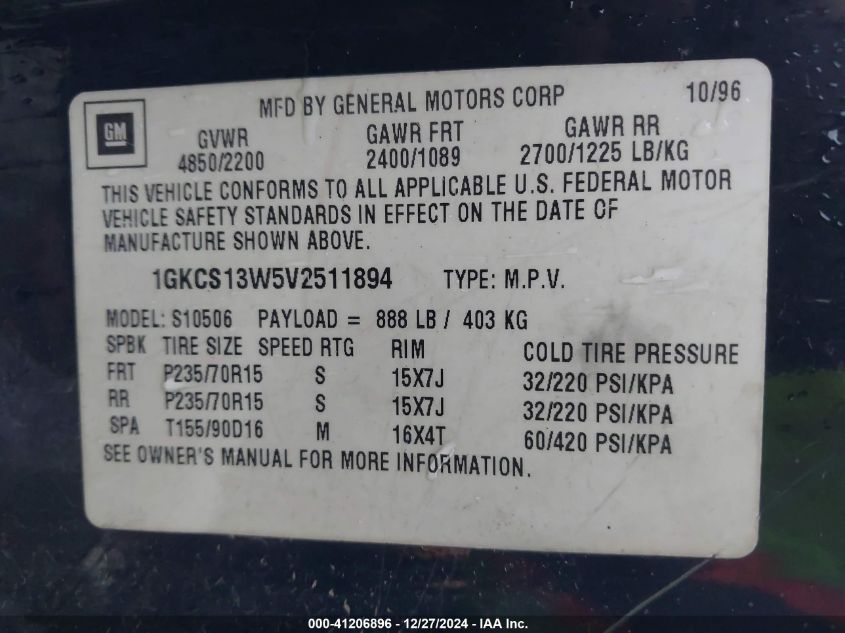 GM
MFD BY GENERAL MOTORS CORP 10/96
GVWR GAWR FRT GAWR RR
4850/2200 2400/1089 2700/1225 LB/KG
THIS VEHICLE CONFORMS TO ALL APPLICABLE U.S. FEDERAL MOTOR
VEHICLE SAFETY STANDARDS IN EFFECT ON THE DATE OF
MANUFACTURE SHOWN ABOVE.
1GKCS13W5V2511894 TYPE: M.P.V.
MODEL: S10506 PAYLOAD = 888 LB / 403 KG
SPBK TIRE SIZE SPEED RTG RIM COLD TIRE PRESSURE
FRT P235/70R15 S 15X7J 32/220 PSI/KPA
RR P235/70R15 S 15X7J 32/220 PSI/KPA
SPA T155/90D16 M 16X4T 60/420 PSI/KPA
SEE OWNER'S MANUAL FOR MORE INFORMATION.
000-41206896 - 12/27/2024 - IAA Inc.